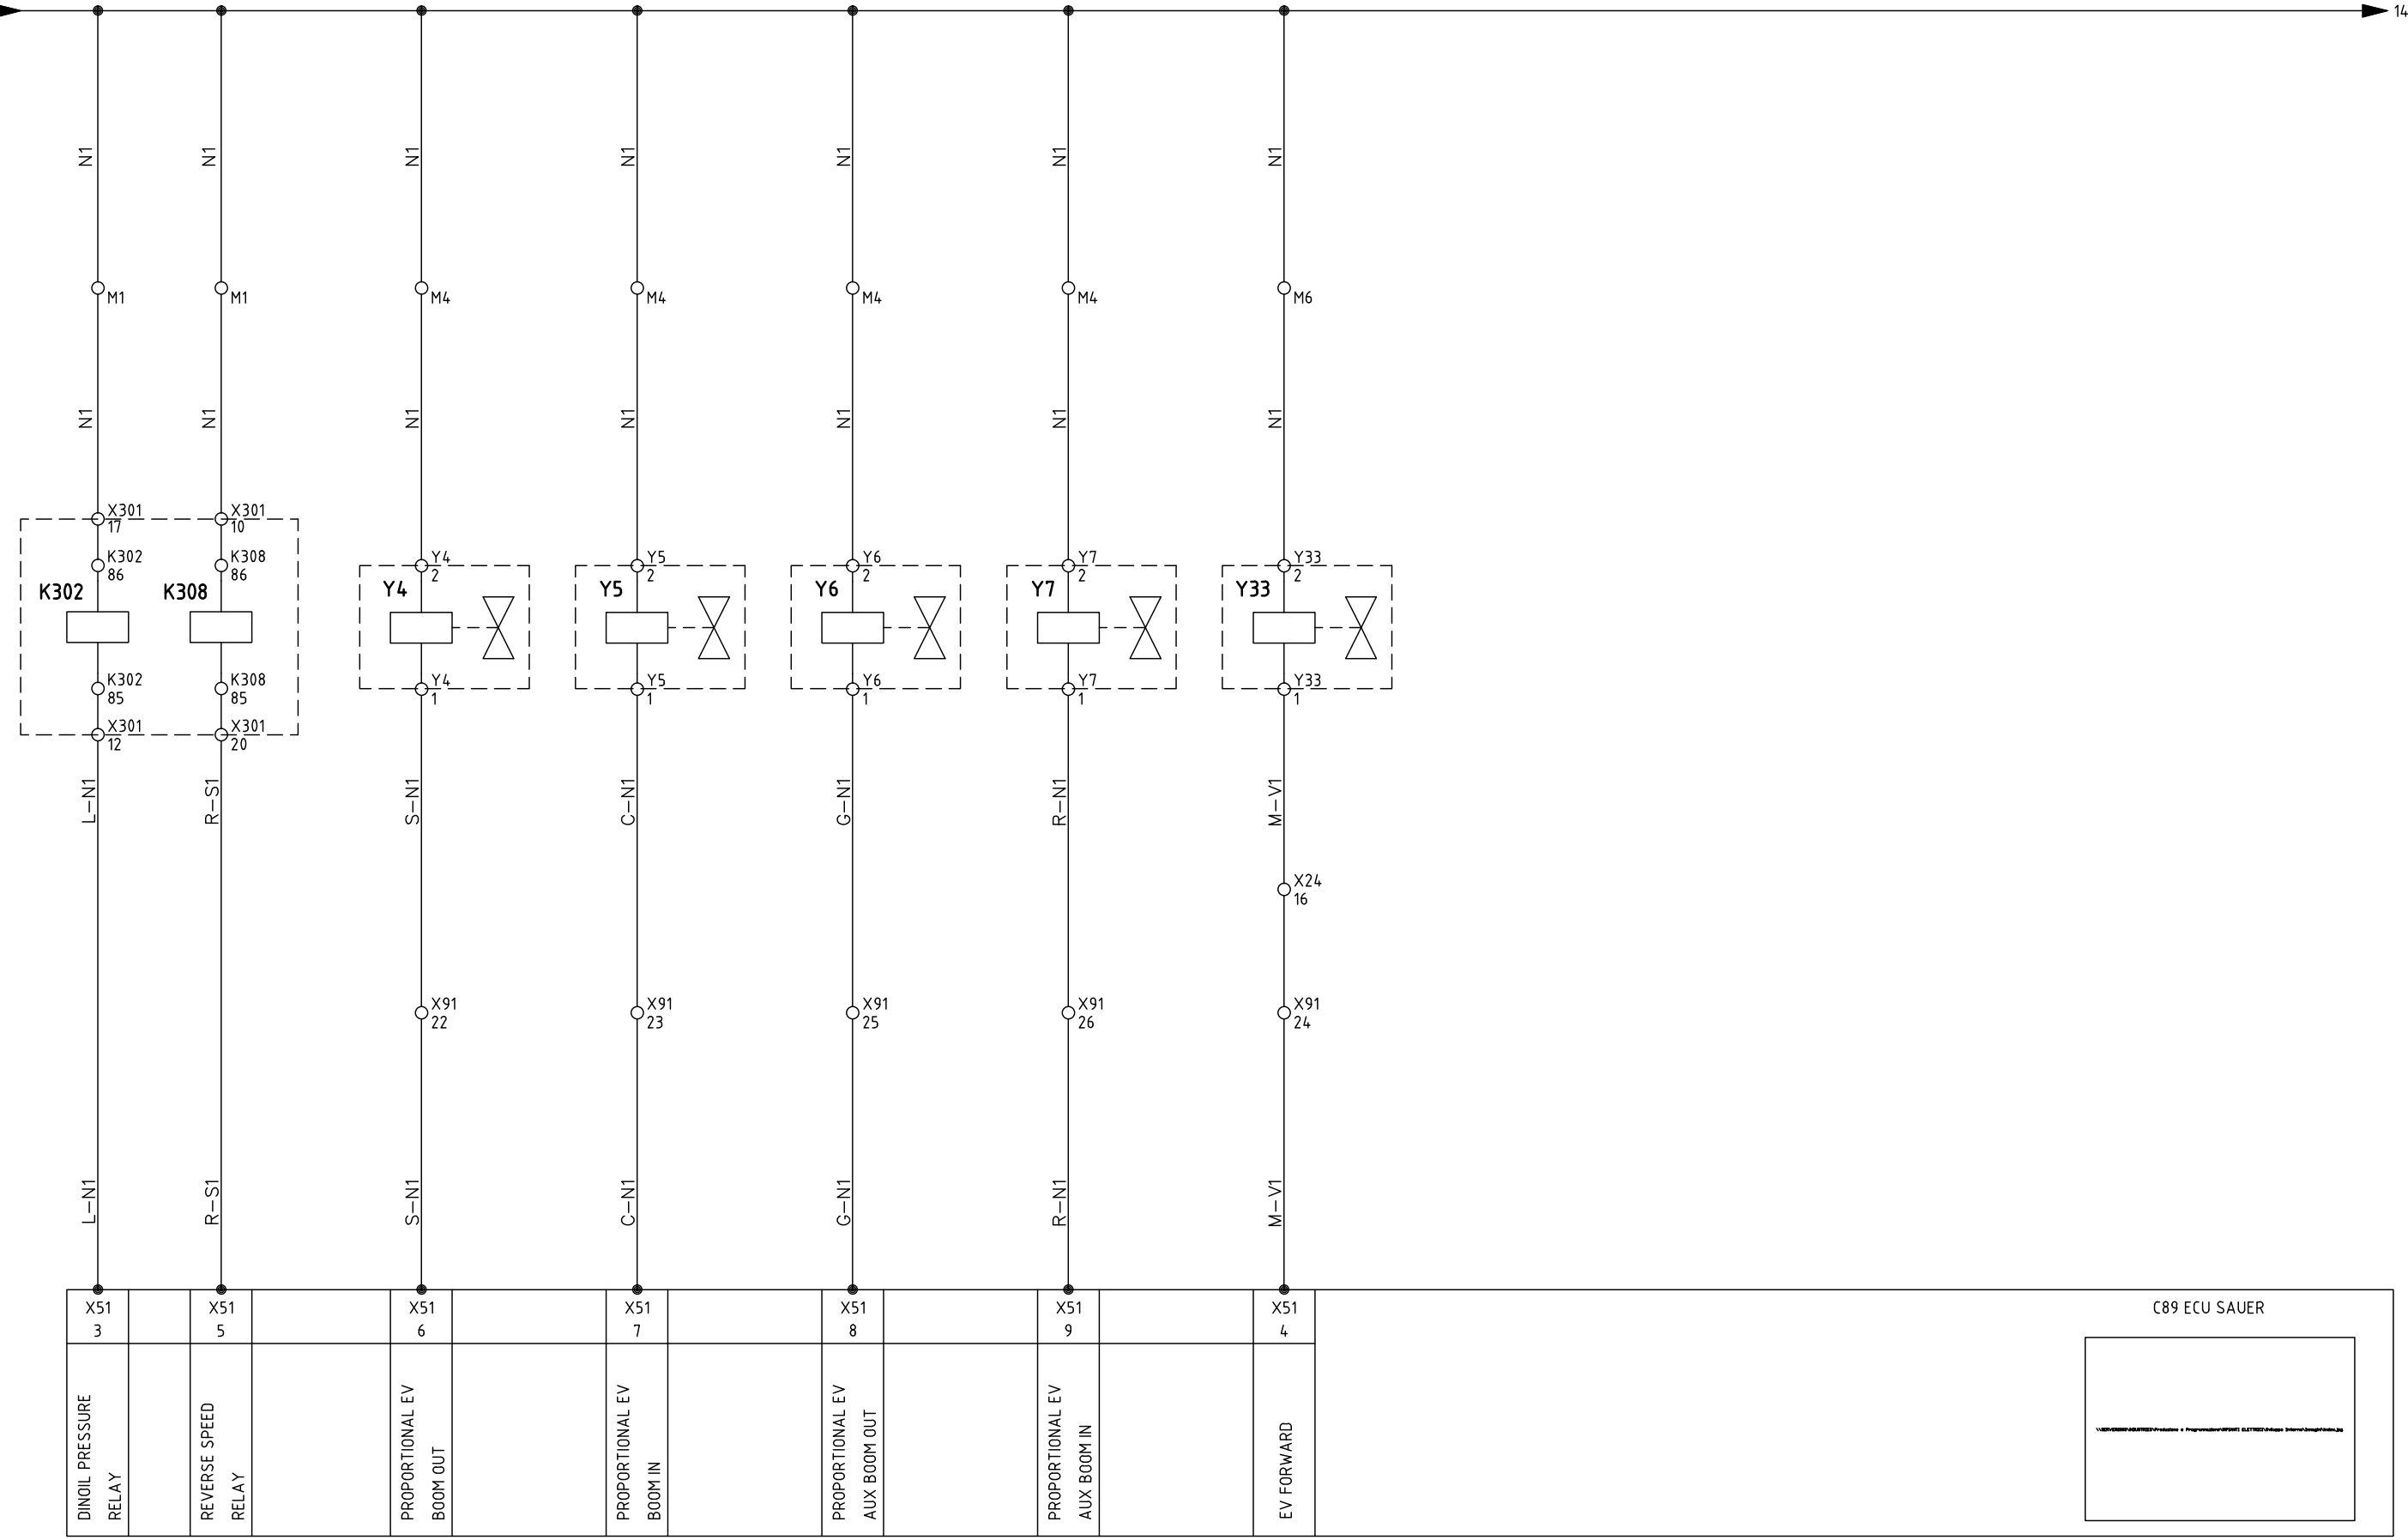 14
N1 N1 N1 N1 N1 N1 N1
M1 M1 M4 M4 M4 M4 M6
N1 N1 N1 N1 N1 N1 N1
X301 X301
17 10
K302 K308 Y4 Y5 Y6 Y7 Y33
86 86 2 2 2 2 2
K302 K308 Y4 Y5 Y6 Y7 Y33
K302 K308 Y4 Y5 Y6 Y7 Y33
85 85 1 1 1 1 1
X301 X301
12 20
L-N1 R-S1 S-N1 C-N1 G-N1 R-N1 M-V1
X24
16
X91 X91 X91 X91 X91
22 23 25 26 24
L-N1 R-S1 S-N1 C-N1 G-N1 R-N1 M-V1
X51 X51 X51 X51 X51 X51 X51 C89 ECU SAUER
3 5 6 7 8 9 4
DINOIL PRESSURE
RELAY
REVERSE SPEED
RELAY
PROPORTIONAL EV
BOOM OUT
PROPORTIONAL EV
BOOM IN
PROPORTIONAL EV
AUX BOOM OUT
PROPORTIONAL EV
AUX BOOM IN
EV FORWARD